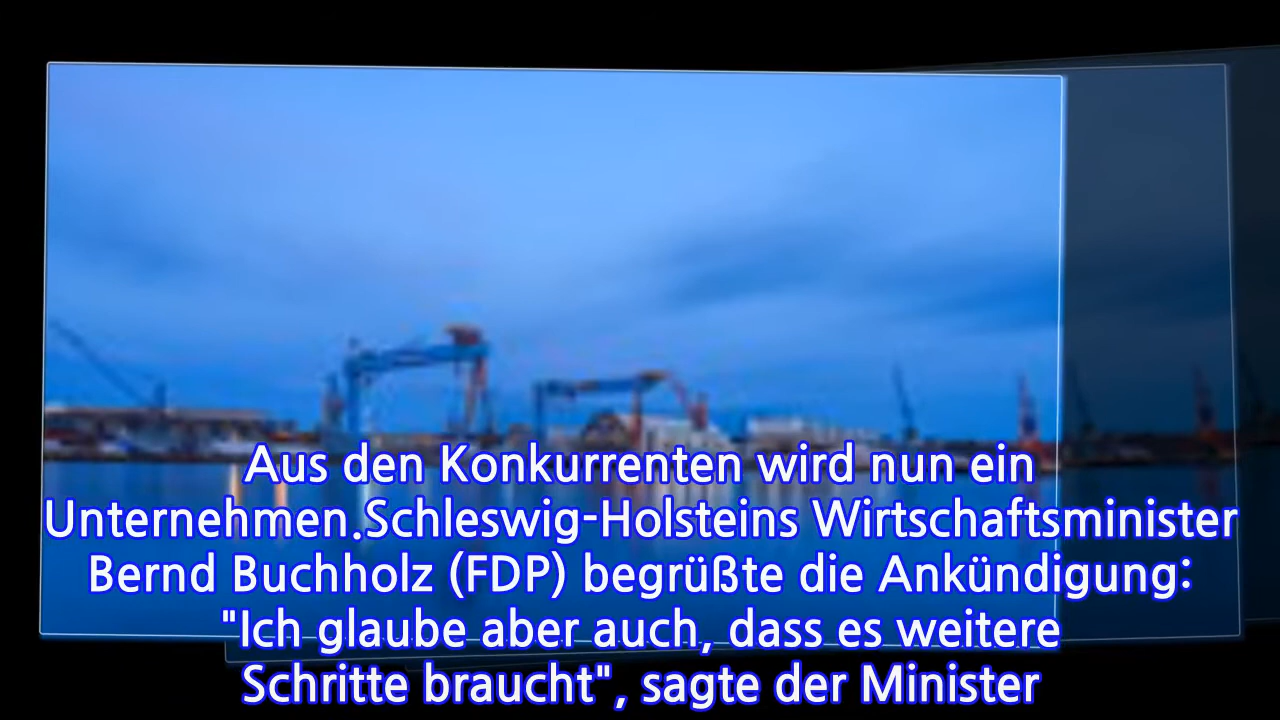 Aus den Konkurrenten wird nun ein
Unternehmen.Schleswig-Holsteins Wirtschaftsminister
Bernd Buchholz (FDP) begrüßte die Ankündigung:
"Ich glaube aber auch, dass es weitere
Schritte braucht", sagte der Minister